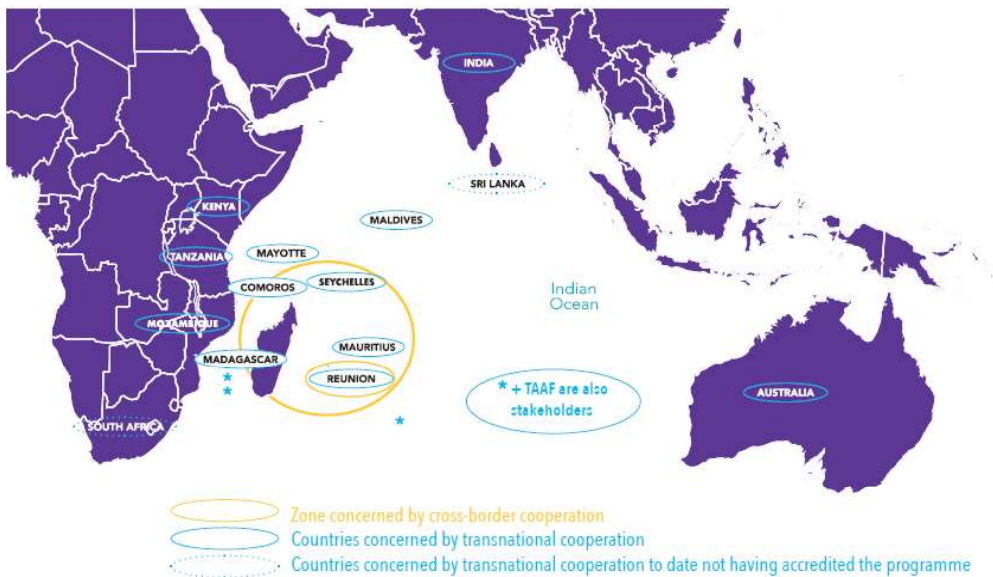 INDIA
SRI LANKA
KENYA
MALDIVES
TANZANIA
MAYOTTE
COMOROS
SEYCHELLES
Indian
Ocean
MOZAMBIQUE
MAURITIUS
MADAGASCAR
REUNION
* + TAAF are also
stakeholders
AUSTRALIA
*
*
*
SOUTH AFRICA
Zone concerned by cross-border cooperation
Countries concerned by transnational cooperation
Countries concerned by transnational cooperation to date not having accredited the programme